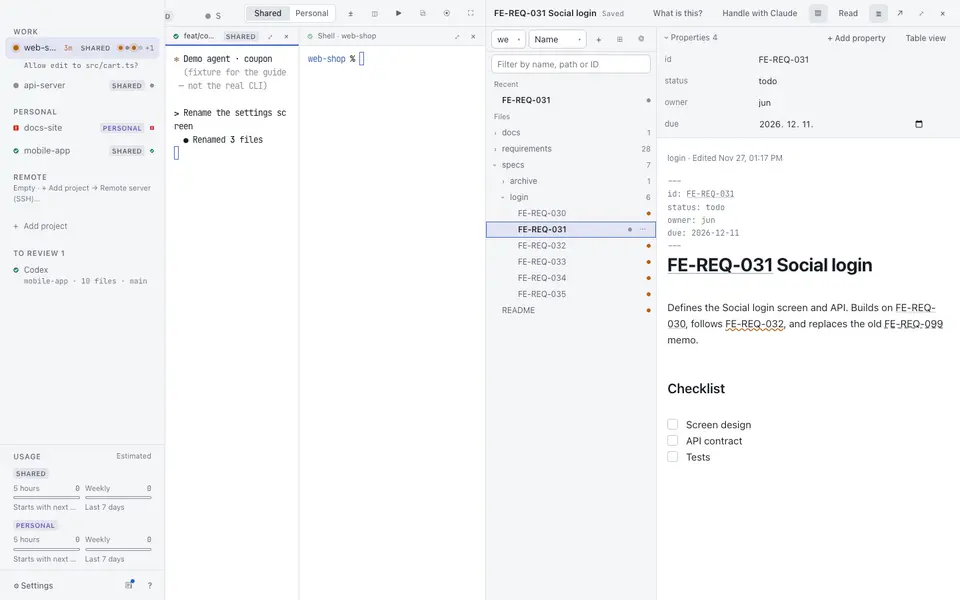 WORK
web-s... 3m SHARED +1
Allow edit to src/cart.ts?
api-server SHARED
PERSONAL
docs-site PERSONAL
mobile-app SHARED
REMOTE
Empty · + Add project → Remote server
(SSH)...
+ Add project
TO REVIEW 1
Codex
mobile-app · 10 files · main
USAGE Estimated
SHARED
5 hours 0 Weekly 0
Starts with next ... Last 7 days
PERSONAL
5 hours 0 Weekly 0
Starts with next ... Last 7 days
Settings ?
S Shared Personal
feat/co... SHARED
Demo agent · coupon
(fixture for the guide
— not the real CLI)
> Rename the settings sc
reen
● Renamed 3 files
Shell · web-shop
web-shop %
FE-REQ-031 Social login Saved What is this? Handle with Claude Read
we Name +
Filter by name, path or ID
Recent
FE-REQ-031
Files
docs 1
requirements 28
specs 7
archive 1
login 6
FE-REQ-030
FE-REQ-031 ...
FE-REQ-032
FE-REQ-033
FE-REQ-034
FE-REQ-035
README
Properties 4 + Add property Table view
id FE-REQ-031
status todo
owner jun
due 2026. 12. 11.
login · Edited Nov 27, 01:17 PM
---
id: FE-REQ-031
status: todo
owner: jun
due: 2026-12-11
---
FE-REQ-031 Social login
Defines the Social login screen and API. Builds on FE-REQ-
030, follows FE-REQ-032, and replaces the old FE-REQ-099
memo.
Checklist
Screen design
API contract
Tests